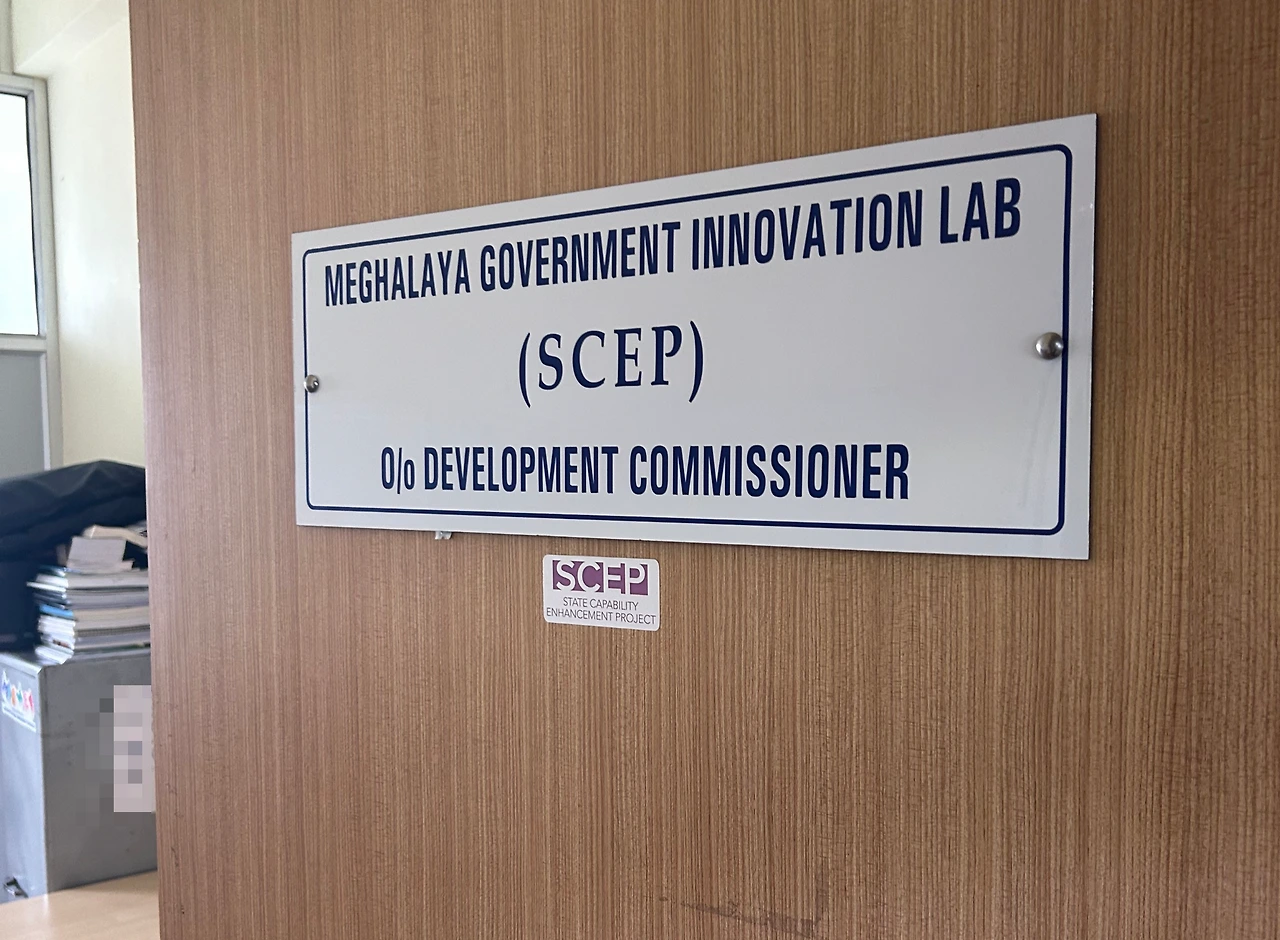 MEGHALAYA GOVERNMENT INNOVATION LAB
(SCEP)
O/o DEVELOPMENT COMMISSIONER
SCEP
STATE CAPABILITY
ENHANCEMENT PROJECT